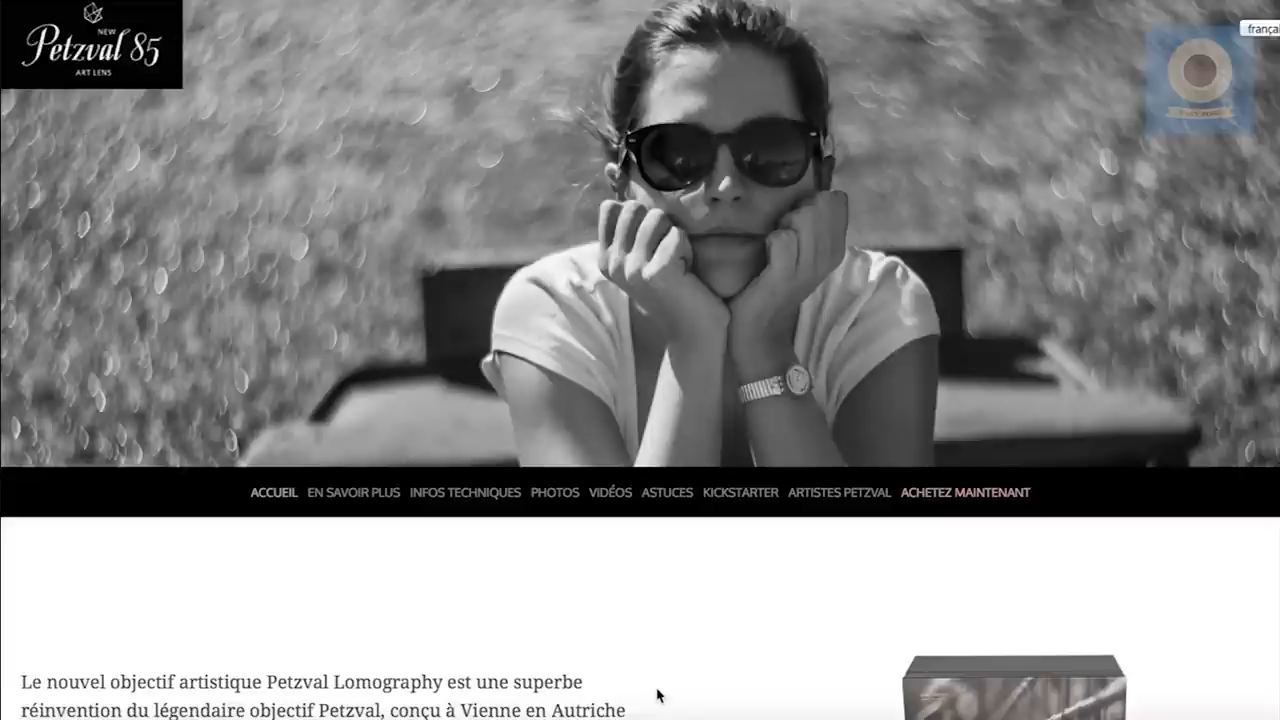 NEW
Petzval 85
ART LENS
françai
ACCUEIL EN SAVOIR PLUS INFOS TECHNIQUES PHOTOS VIDÉOS ASTUCES KICKSTARTER ARTISTES PETZVAL ACHETEZ MAINTENANT
Le nouvel objectif artistique Petzval Lomography est une superbe
réinvention du légendaire objectif Petzval, conçu à Vienne en Autriche